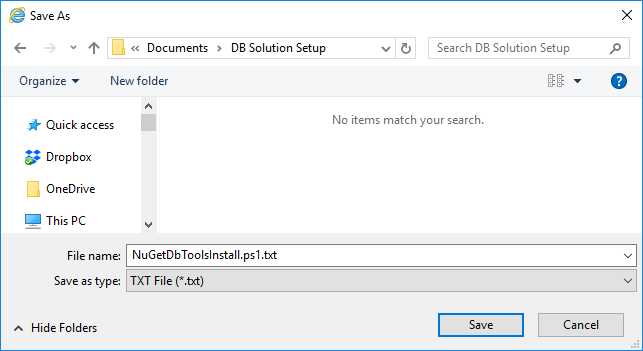 Save As
« Documents > DB Solution Setup
Search DB Solution Setup
Organize
New folder
?
Quick access
Dropbox
OneDrive
This PC
No items match your search.
File name: NuGetDbToolsInstall.ps1.txt
Save as type: TXT File (*.txt)
Hide Folders
Save
Cancel